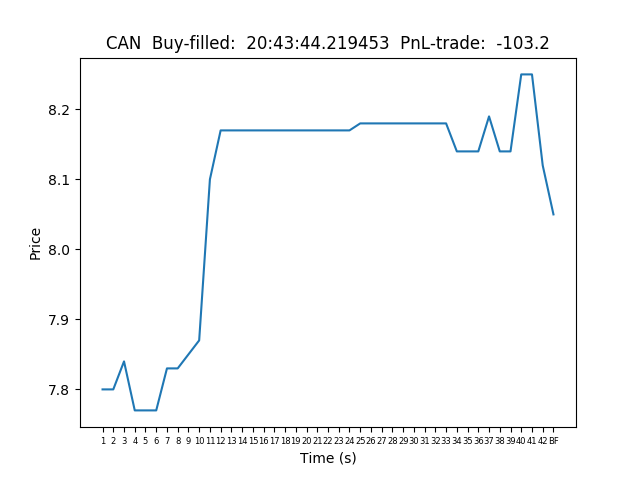 CAN  Buy-filled:  20:43:44.219453  PnL-trade:  -103.2
Price
8.2
8.1
8.0
7.9
7.8
1 2 3 4 5 6 7 8 9 10 11 12 13 14 15 16 17 18 19 20 21 22 23 24 25 26 27 28 29 30 31 32 33 34 35 36 37 38 39 40 41 42 BF
Time (s)